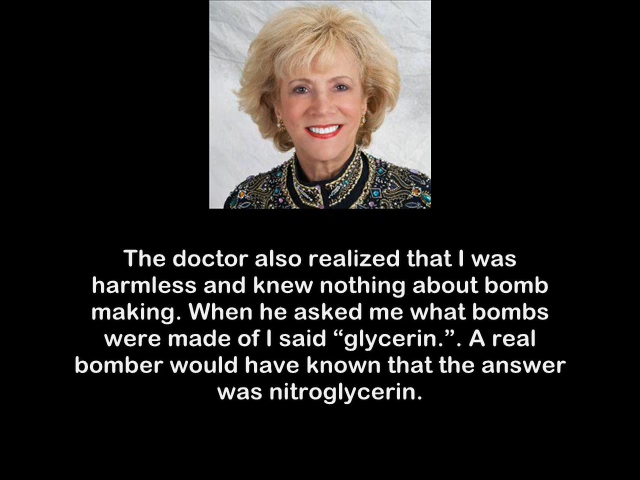 The doctor also realized that I was
harmless and knew nothing about bomb
making. When he asked me what bombs
were made of I said “glycerin.”. A real
bomber would have known that the answer
was nitroglycerin.